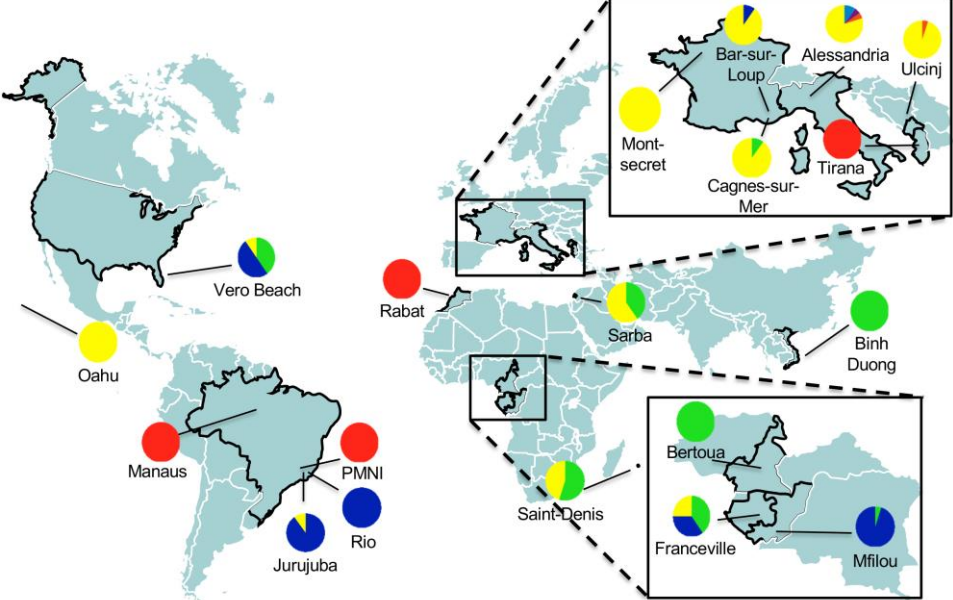 Bar-sur-
Loup
Alessandria
Ulcinj
Mont-
secret
Cagnes-sur-
Mer
Tirana
Vero Beach
Rabat
Sarba
Binh
Duong
Oahu
Manaus
PMNI
Rio
Jurujuba
Saint-Denis
Bertoua
Franceville
Mfilou